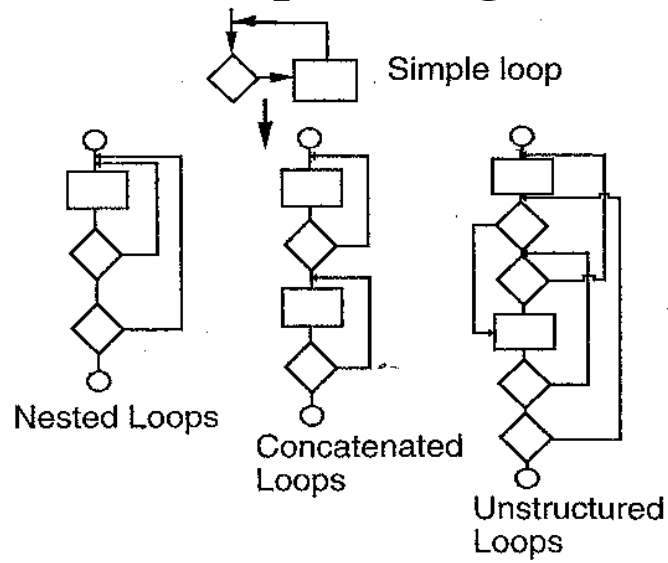 Simple loop
Nested Loops
Concatenated
Loops
Unstructured
Loops